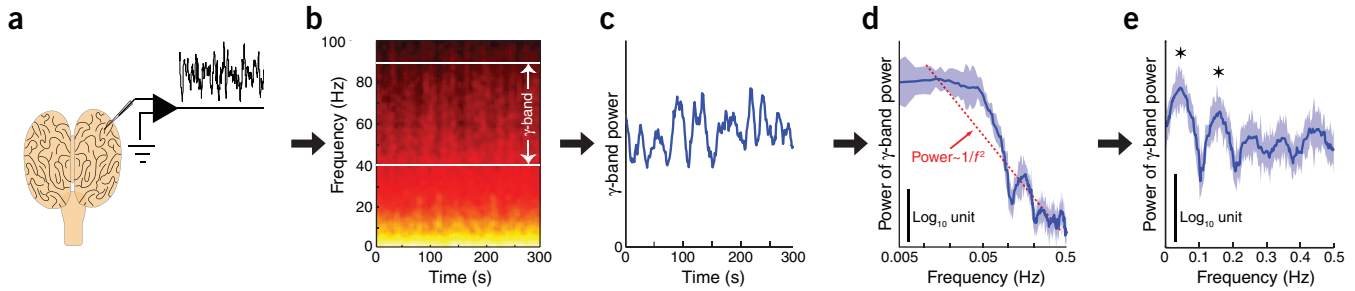 a
b
100
80
60
40
20
0
Frequency (Hz)
γ-band
0 100 200 300
Time (s)
c
γ-band power
0
0 100 200 300
Time (s)
d
Power of γ-band power
Power~1/f²
Log₁₀ unit
0.005 0.05 0.5
Frequency (Hz)
e
Power of γ-band power
Log₁₀ unit
0 0.1 0.2 0.3 0.4 0.5
Frequency (Hz)